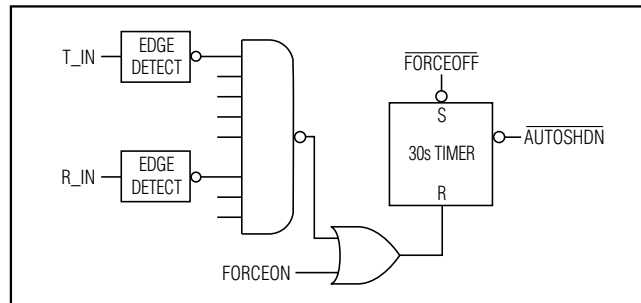 T_IN
EDGE
DETECT
FORCEOFF
S
30s TIMER
AUTOSHDN
R_IN
EDGE
DETECT
R
FORCEON